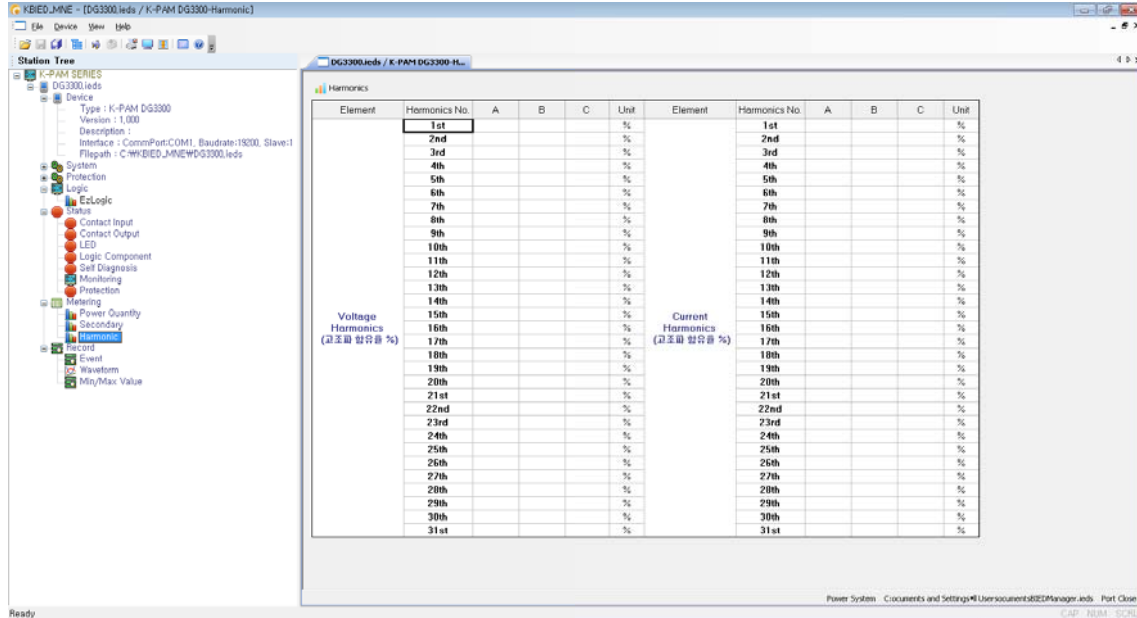 KBIED_MNE - [DG3300.ieds / K-PAM DG3300-Harmonic]
File Device View Help
Station Tree
K-PAM SERIES
DG3300.ieds
Device
Type : K-PAM DG3300
Version : 1,000
Description :
Interface : CommPort:COM1, Baudrate:19200, Slave:1
Filepath : C:₩KBIED_MNE₩DG3300.ieds
System
Protection
Logic
EzLogic
Status
Contact Input
Contact Output
LED
Logic Component
Self Diagnosis
Monitoring
Protection
Metering
Power Quantity
Secondary
Harmonic
Record
Event
Waveform
Min/Max Value
DG3300.ieds / K-PAM DG3300-H...
Harmonics
Element Harmonics No. A B C Unit Element Harmonics No. A B C Unit
1st % 1st %
2nd % 2nd %
3rd % 3rd %
4th % 4th %
5th % 5th %
6th % 6th %
7th % 7th %
8th % 8th %
9th % 9th %
10th % 10th %
11th % 11th %
12th % 12th %
13th % 13th %
14th % 14th %
Voltage 15th % Current 15th %
Harmonics 16th % Harmonics 16th %
(고조파 함유율 %) 17th % (고조파 함유율 %) 17th %
18th % 18th %
19th % 19th %
20th % 20th %
21st % 21st %
22nd % 22nd %
23rd % 23rd %
24th % 24th %
25th % 25th %
26th % 26th %
27th % 27th %
28th % 28th %
29th % 29th %
30th % 30th %
31st % 31st %
Power System Port Close
Ready CAP NUM SCRL